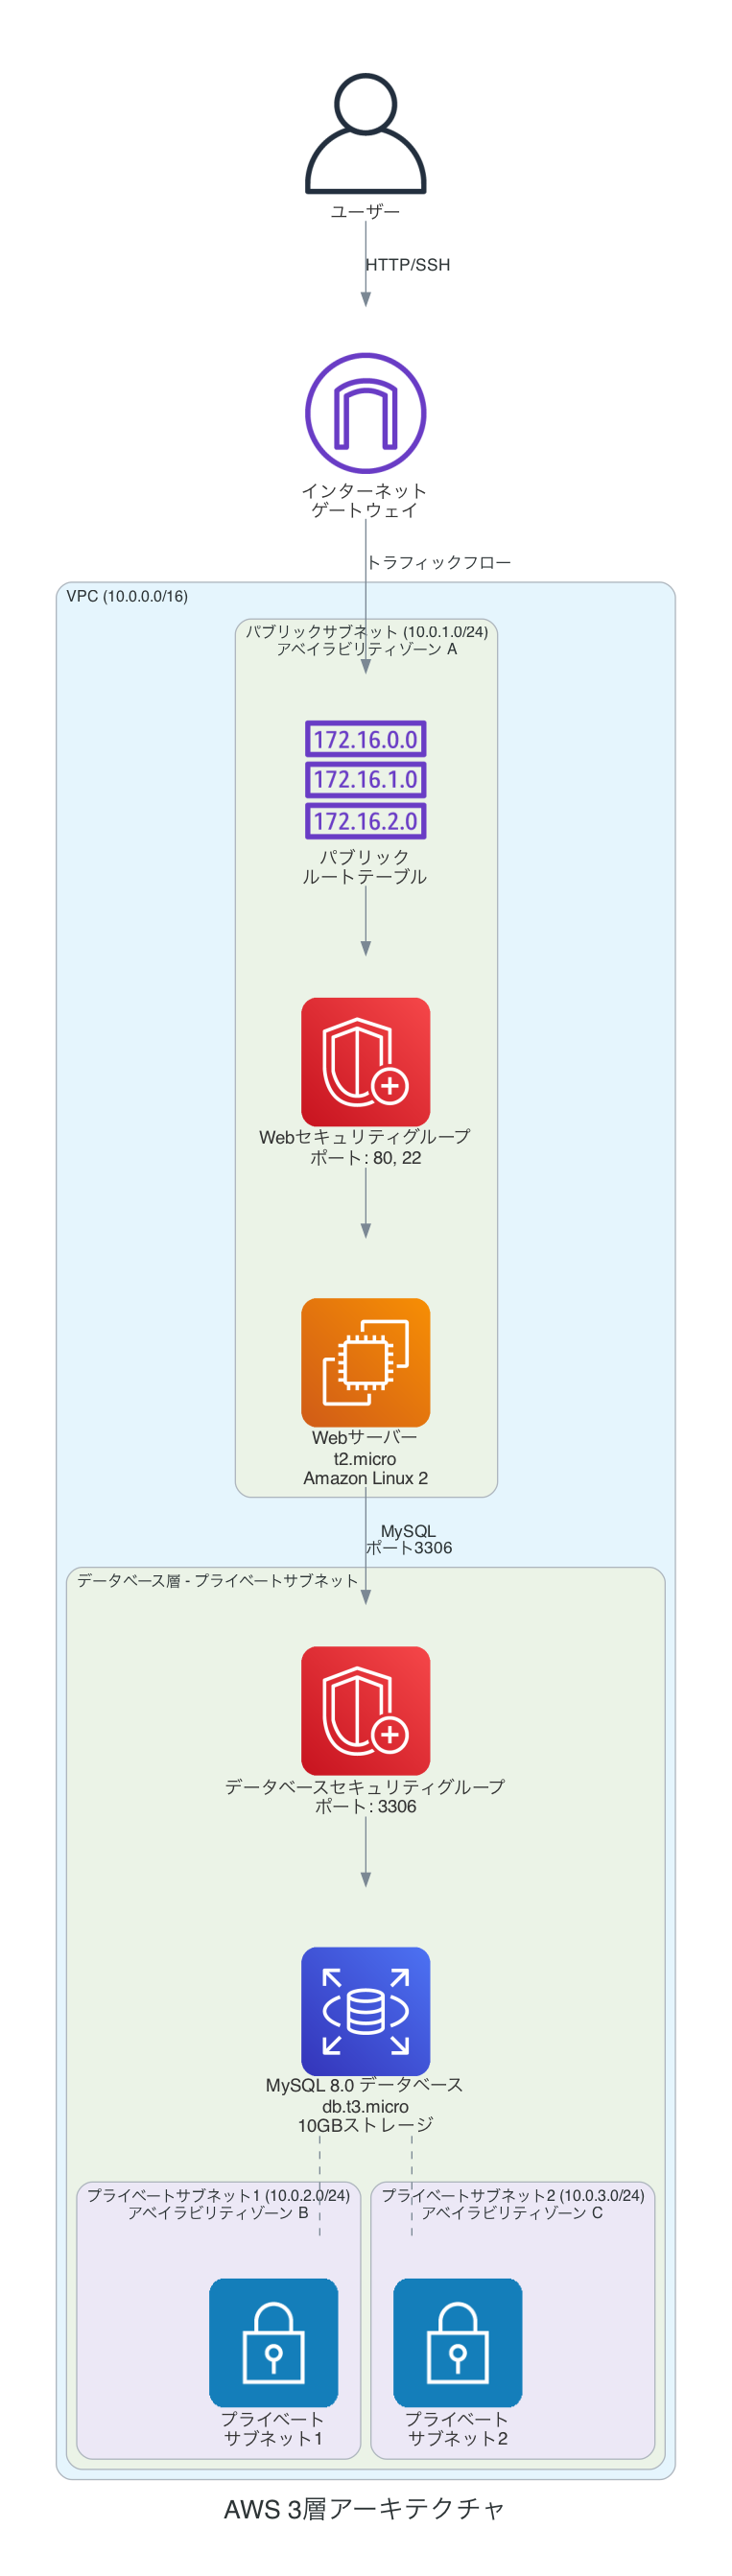 ユーザー
HTTP/SSH
インターネット
ゲートウェイ
トラフィックフロー
VPC (10.0.0.0/16)
パブリックサブネット (10.0.1.0/24)
アベイラビリティゾーン A
172.16.0.0
172.16.1.0
172.16.2.0
パブリック
ルートテーブル
Webセキュリティグループ
ポート: 80, 22
Webサーバー
t2.micro
Amazon Linux 2
MySQL
ポート3306
データベース層 - プライベートサブネット
データベースセキュリティグループ
ポート: 3306
MySQL 8.0 データベース
db.t3.micro
10GBストレージ
プライベートサブネット1 (10.0.2.0/24)
アベイラビリティゾーン B
プライベートサブネット2 (10.0.3.0/24)
アベイラビリティゾーン C
プライベート
サブネット1
プライベート
サブネット2
AWS 3層アーキテクチャ